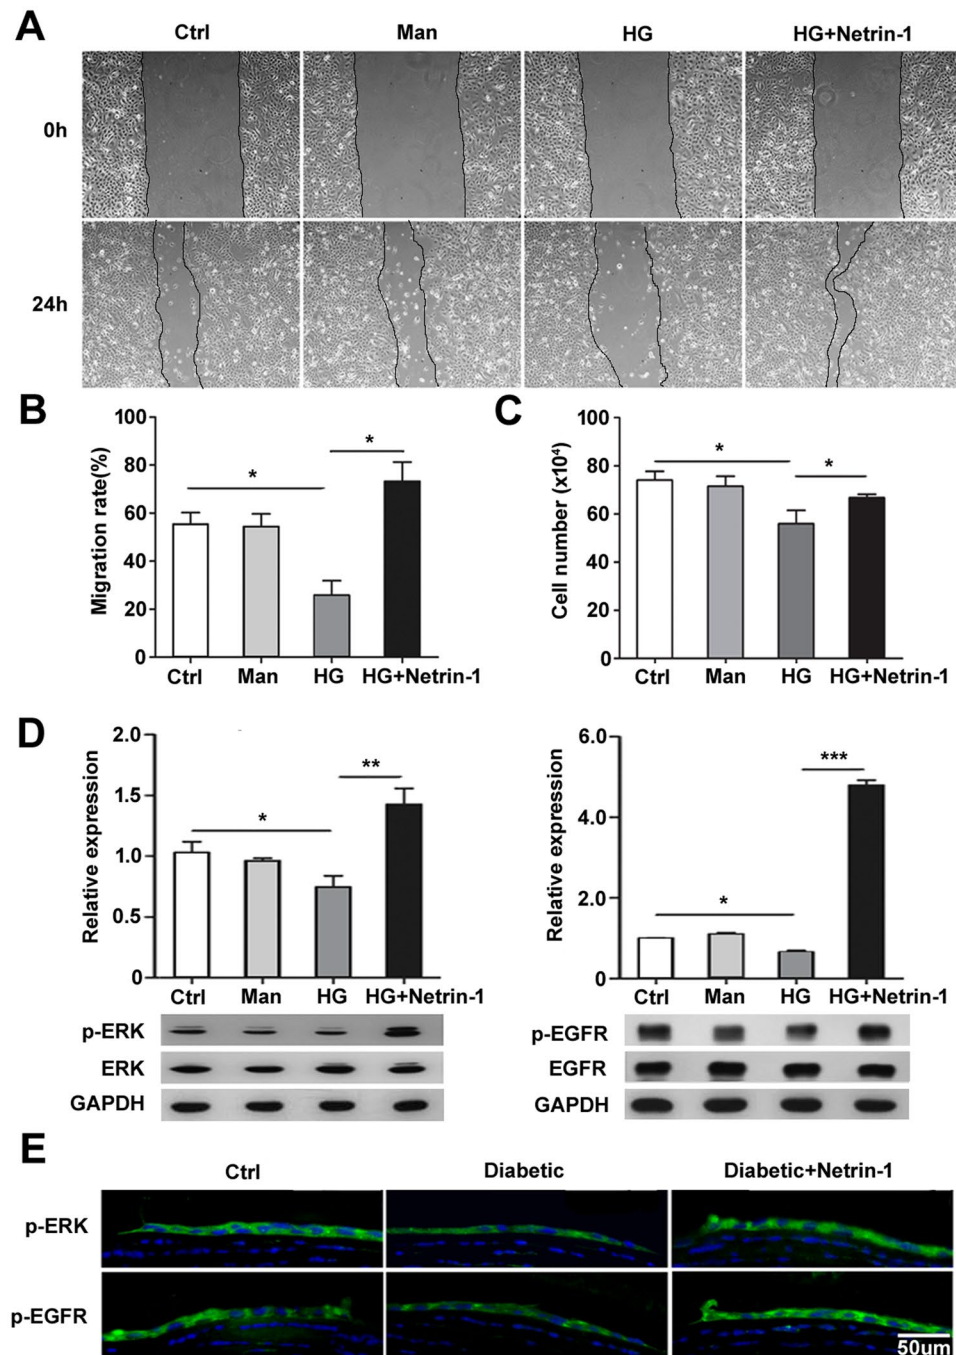 A
Ctrl Man HG HG+Netrin-1
0h
24h
B
Migration rate(%)
100
80
60
40
20
0
*
*
Ctrl Man HG HG+Netrin-1
C
Cell number (x10⁴)
100
80
60
40
20
0
*
*
Ctrl Man HG HG+Netrin-1
D
Relative expression
2.0
1.5
1.0
0.5
0
*
**
Ctrl Man HG HG+Netrin-1
p-ERK
ERK
GAPDH
Relative expression
6.0
4.0
2.0
0
*
***
Ctrl Man HG HG+Netrin-1
p-EGFR
EGFR
GAPDH
E
Ctrl Diabetic Diabetic+Netrin-1
p-ERK
p-EGFR
50um